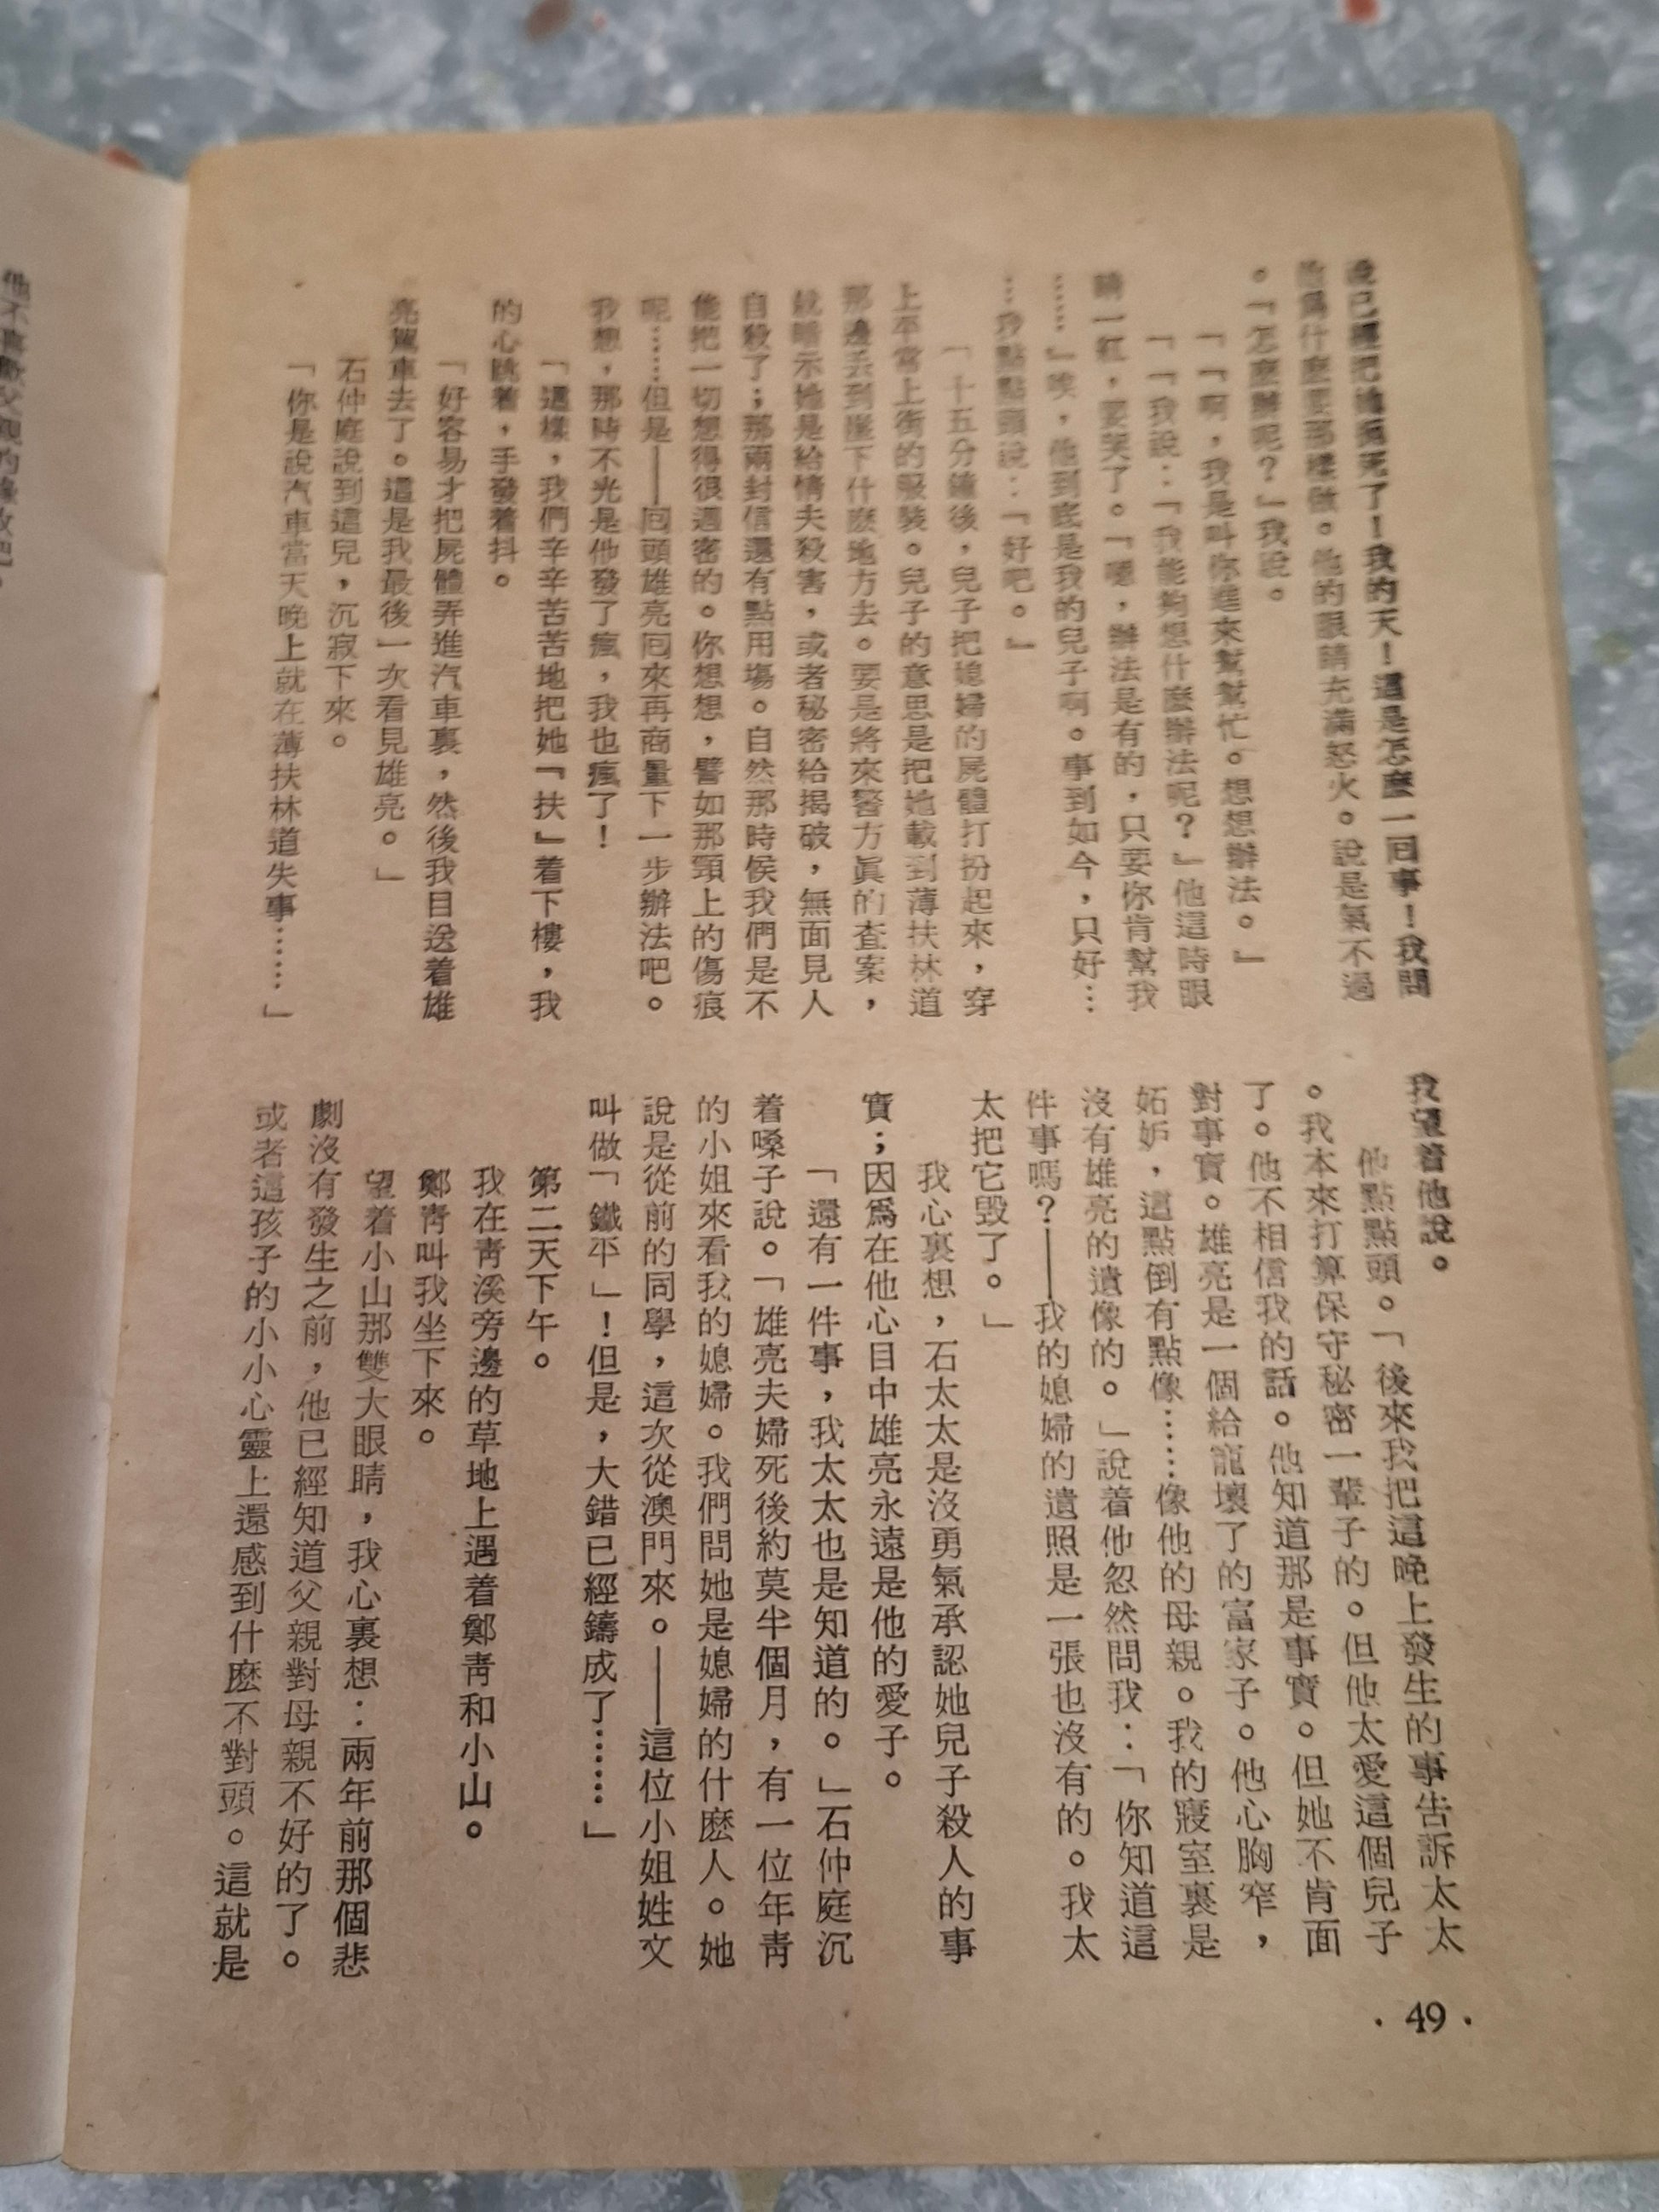 說已經把她扼死了！我的天！這是怎麼一回事！我問
他爲什麼要那樣做。他的眼睛充滿怒火。說是氣不過
。『怎麼辦呢？』我說。
「『啊，我是叫你進來幫幫忙。想想辦法。』
「『我說：『我能夠想什麼辦法呢？』他這時眼
睛一紅，要哭了。『嗯，辦法是有的，只要你肯幫我
……』唉，他到底是我的兒子啊。事到如今，只好…
…我點點頭說：『好吧。』
「十五分鐘後，兒子把媳婦的屍體打扮起來，穿
上平常上街的服裝。兒子的意思是把她載到薄扶林道
那邊丢到崖下什麽地方去。要是將來警方眞的査案，
就暗示她是給情夫殺害，或者秘密給揭破，無面見人
自殺了；那兩封信還有點用塲。自然那時候我們是不
能把一切想得很週密的。你想想，譬如那頸上的傷痕
呢……但是——囘頭雄亮囘來再商量下一步辦法吧。
我想，那時不光是他發了瘋，我也瘋了！
「這樣，我們辛辛苦苦地把她『扶』着下樓，我
的心跳着，手發着抖。
「好容易才把屍體弄進汽車裏，然後我目送着雄
亮駕車去了。這是我最後一次看見雄亮。」
石仲庭說到這兒，沉寂下來。
「你是說汽車當天晚上就在薄扶林道失事……」
我望着他說。
他點點頭。「後來我把這晚上發生的事告訴太太
。我本來打算保守秘密一輩子的。但他太愛這個兒子
了。他不相信我的話。他知道那是事實。但她不肯面
對事實。雄亮是一個給寵壞了的富家子。他心胸窄，
妬妒，這點倒有點像……像他的母親。我的寢室裏是
沒有雄亮的遺像的。」說着他忽然問我：「你知道這
件事嗎？——我的媳婦的遺照是一張也沒有的。我太
太把它毁了。」
我心裏想，石太太是沒勇氣承認她兒子殺人的事
實；因爲在他心目中雄亮永遠是他的愛子。
「還有一件事，我太太也是知道的。」石仲庭沉
着嗓子說。「雄亮夫婦死後約莫半個月，有一位年靑
的小姐來看我的媳婦。我們問她是媳婦的什麽人。她
說是從前的同學，這次從澳門來。——這位小姐姓文
叫做「鐵平」！但是，大錯已經鑄成了……」
第二天下午。
我在靑溪旁邊的草地上遇着鄭靑和小山。
鄭靑叫我坐下來。
望着小山那雙大眼睛，我心裏想：兩年前那個悲
劇沒有發生之前，他已經知道父親對母親不好的了。
或者這孩子的小小心靈上還感到什麽不對頭。這就是
·49·